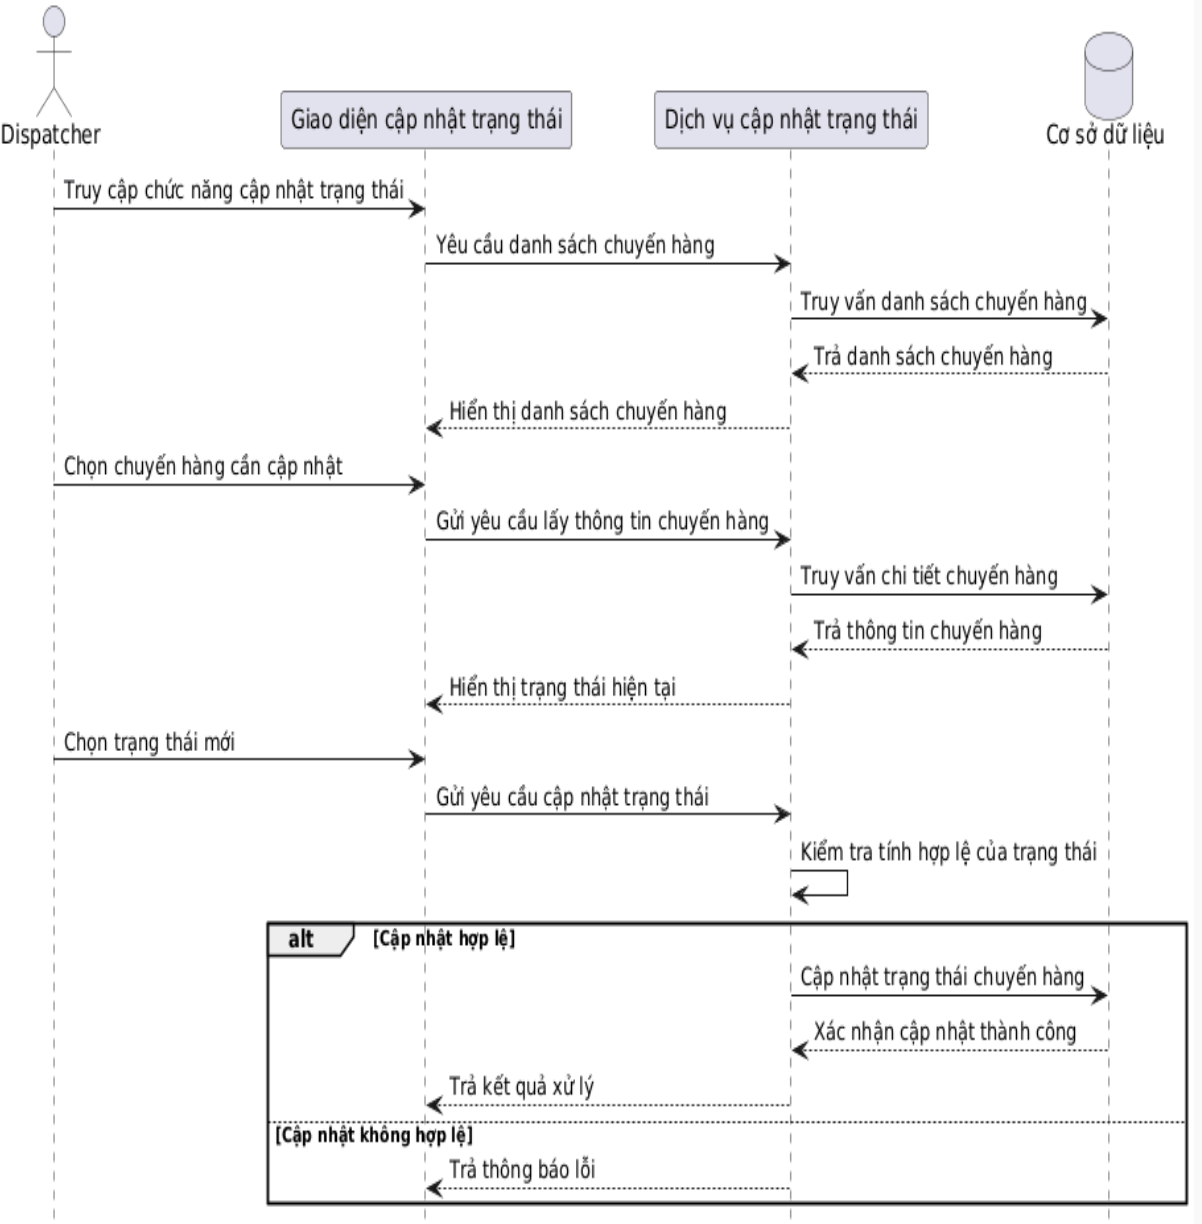 Dispatcher
Giao diện cập nhật trạng thái
Dịch vụ cập nhật trạng thái
Cơ sở dữ liệu
Truy cập chức năng cập nhật trạng thái
Yêu cầu danh sách chuyến hàng
Truy vấn danh sách chuyến hàng
Trả danh sách chuyến hàng
Hiển thị danh sách chuyến hàng
Chọn chuyến hàng cần cập nhật
Gửi yêu cầu lấy thông tin chuyến hàng
Truy vấn chi tiết chuyến hàng
Trả thông tin chuyến hàng
Hiển thị trạng thái hiện tại
Chọn trạng thái mới
Gửi yêu cầu cập nhật trạng thái
Kiểm tra tính hợp lệ của trạng thái
alt [Cập nhật hợp lệ]
Cập nhật trạng thái chuyến hàng
Xác nhận cập nhật thành công
Trả kết quả xử lý
[Cập nhật không hợp lệ]
Trả thông báo lỗi